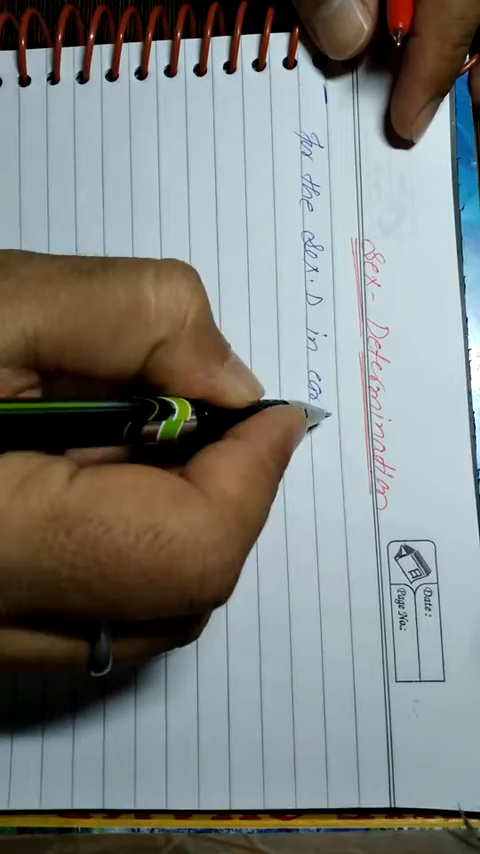 Sex - Determination
Date:
Page No.:
For the Sex.D in